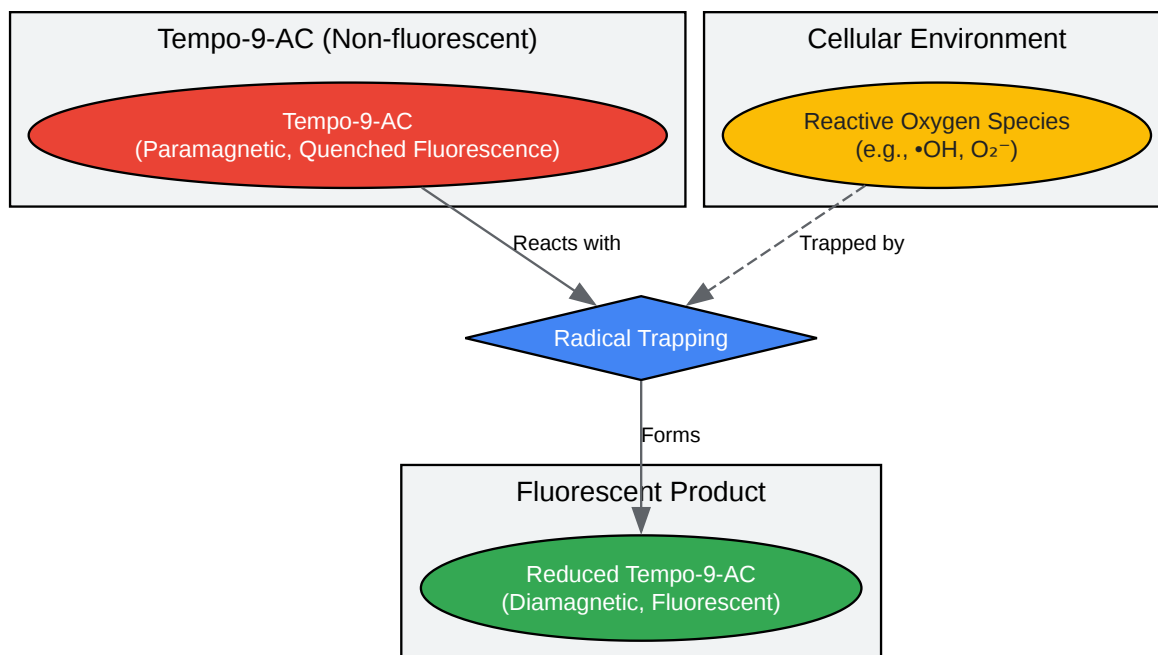 Tempo-9-AC (Non-fluorescent)
Cellular Environment
Tempo-9-AC
(Paramagnetic, Quenched Fluorescence)
Reactive Oxygen Species
(e.g., •OH, O₂⁻)
Reacts with
Trapped by
Radical Trapping
Forms
Fluorescent Product
Reduced Tempo-9-AC
(Diamagnetic, Fluorescent)